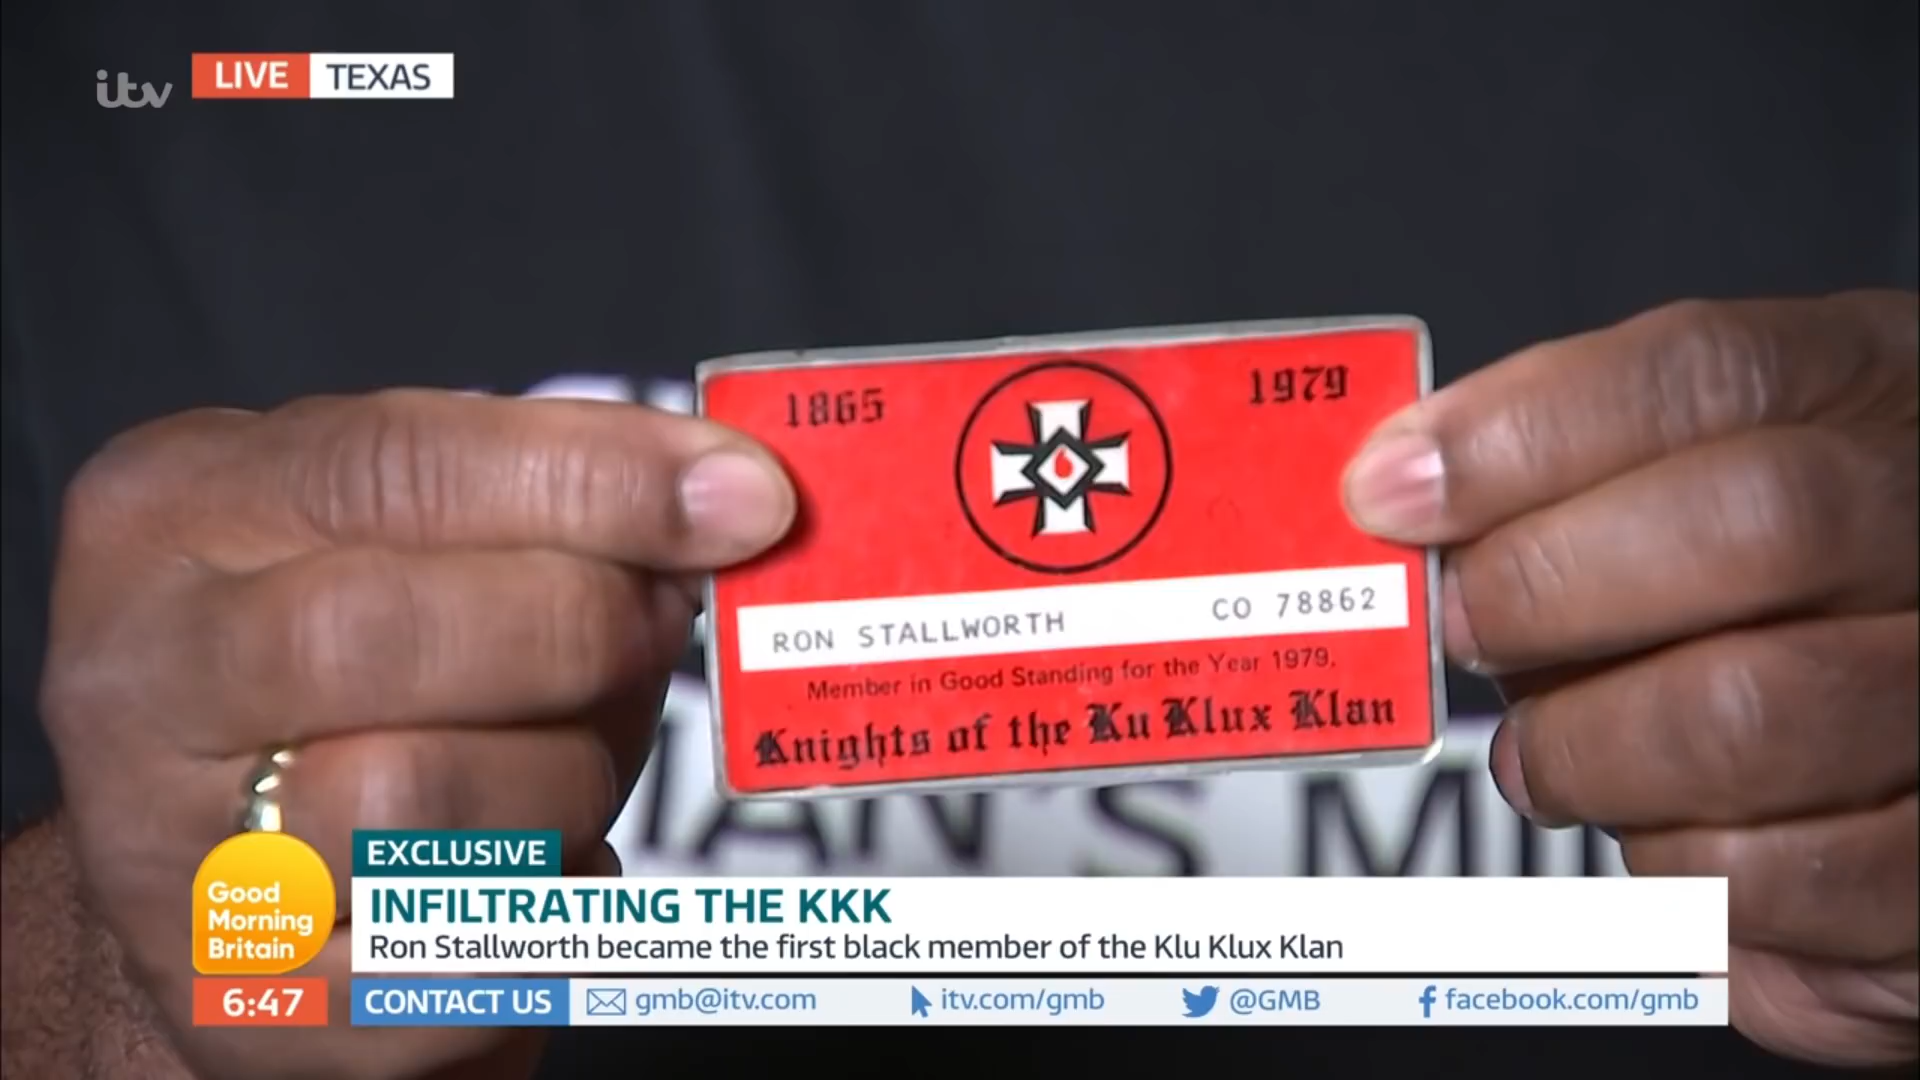 itv
LIVE TEXAS
1865 1979
RON STALLWORTH CO 78862
Member in Good Standing for the Year 1979.
Knights of the Ku Klux Klan
Good
Morning
Britain
EXCLUSIVE
INFILTRATING THE KKK
Ron Stallworth became the first black member of the Klu Klux Klan
6:47 CONTACT US gmb@itv.com itv.com/gmb @GMB facebook.com/gmb